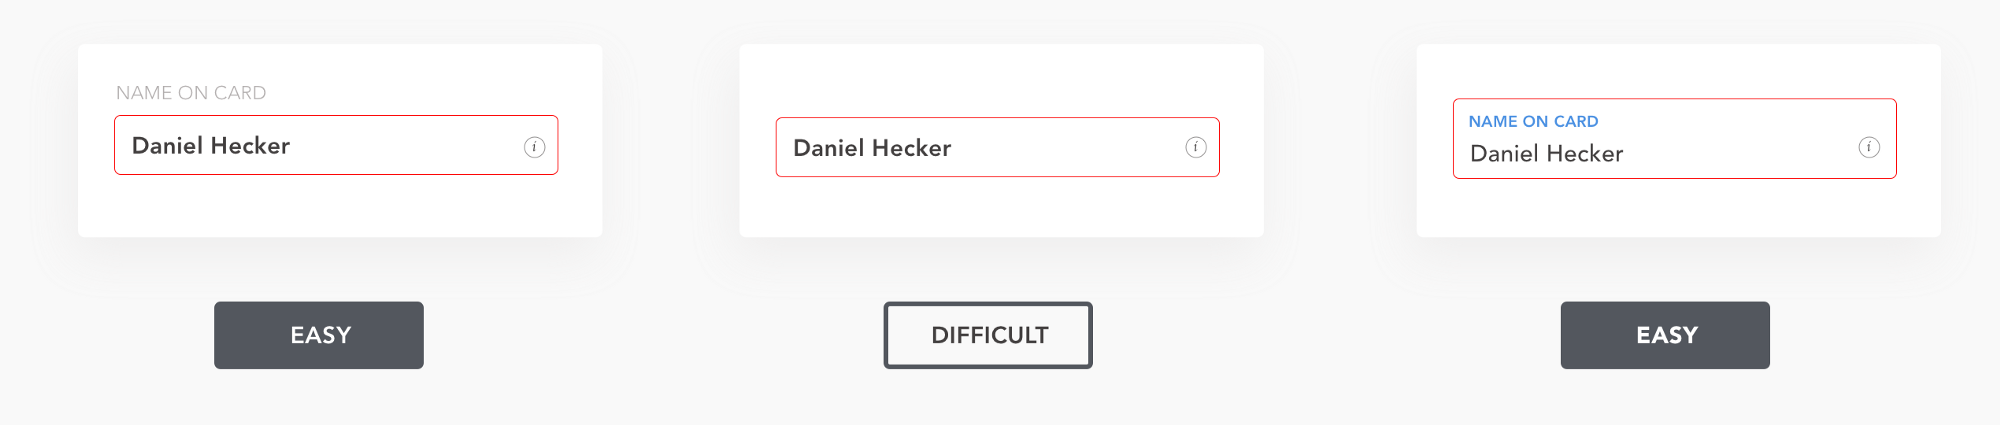 NAME ON CARD
Daniel Hecker
i
EASY
Daniel Hecker
i
DIFFICULT
NAME ON CARD
Daniel Hecker
i
EASY